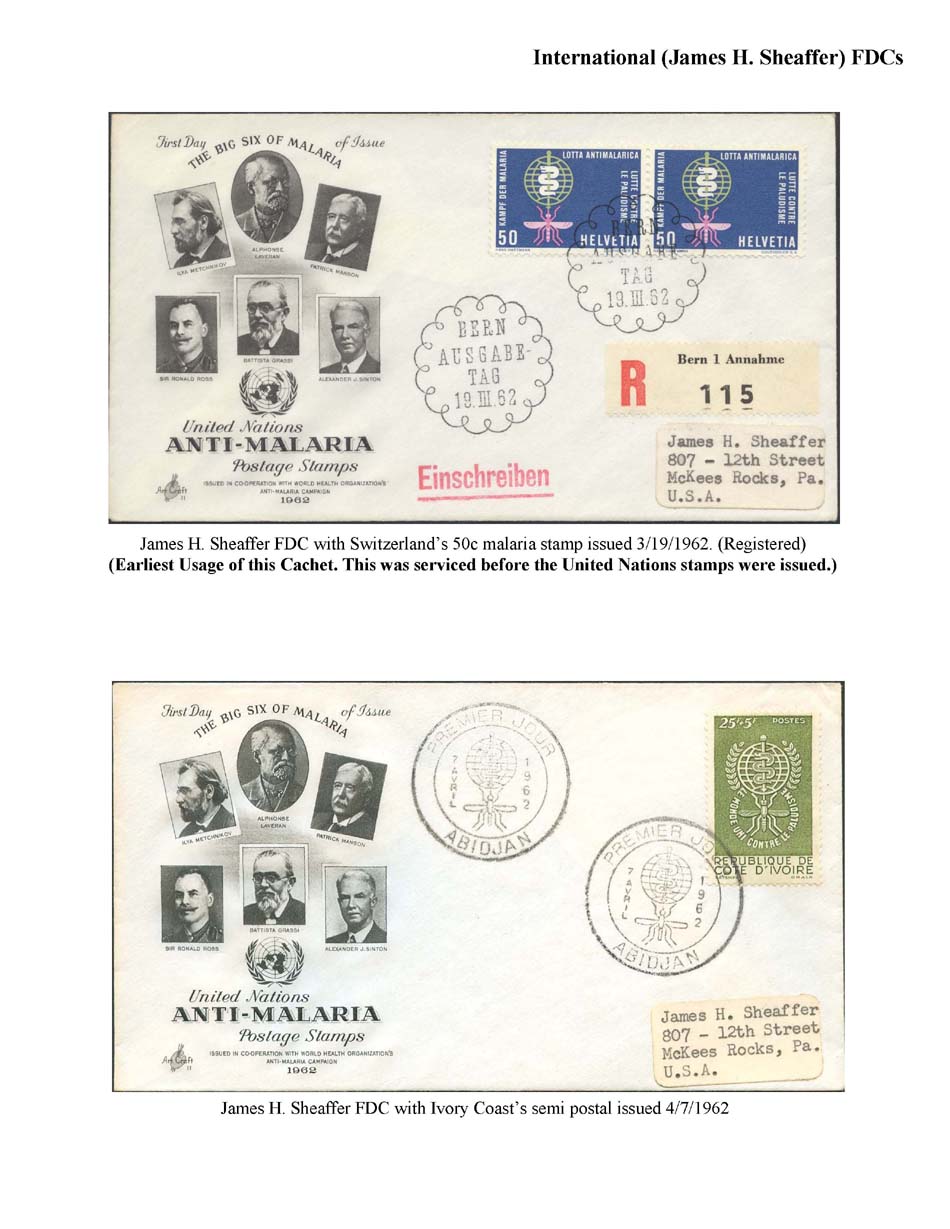 International (James H. Sheaffer) FDCs
First Day of Issue
THE BIG SIX OF MALARIA
ILYA METCHNIKOV
ALPHONSE
LAVERAN
PATRICK MANSON
SIR RONALD ROSS
BATTISTA GRASSI
ALEXANDER J. SINTON
United Nations
ANTI-MALARIA
Postage Stamps
ISSUED IN CO-OPERATION WITH WORLD HEALTH ORGANIZATION'S
ANTI-MALARIA CAMPAIGN
1962
Art Craft
KAMPF DER MALARIA
LOTTA ANTIMALARICA
LUTTE CONTRE
LE PALUDISME
50 HELVETIA
KAMPF DER MALARIA
LOTTA ANTIMALARICA
LUTTE CONTRE
LE PALUDISME
50 HELVETIA
BERN
AUSGABE-
TAG
19.III.62
BERN
AUSGABE-
TAG
19.III.62
R
Bern 1 Annahme
115
Einschreiben
James H. Sheaffer
807 - 12th Street
McKees Rocks, Pa.
U.S.A.
James H. Sheaffer FDC with Switzerland's 50c malaria stamp issued 3/19/1962. (Registered)
(Earliest Usage of this Cachet. This was serviced before the United Nations stamps were issued.)
First Day of Issue
THE BIG SIX OF MALARIA
ILYA METCHNIKOV
ALPHONSE
LAVERAN
PATRICK MANSON
SIR RONALD ROSS
BATTISTA GRASSI
ALEXANDER J. SINTON
United Nations
ANTI-MALARIA
Postage Stamps
ISSUED IN CO-OPERATION WITH WORLD HEALTH ORGANIZATION'S
ANTI-MALARIA CAMPAIGN
1962
Art Craft
PREMIER JOUR
7 AVRIL 1962
ABIDJAN
PREMIER JOUR
7 AVRIL 1962
ABIDJAN
25F+5F POSTES
LE MONDE UNI CONTRE LE PALUDISME
REPUBLIQUE DE
COTE D'IVOIRE
James H. Sheaffer
807 - 12th Street
McKees Rocks, Pa.
U.S.A.
James H. Sheaffer FDC with Ivory Coast's semi postal issued 4/7/1962